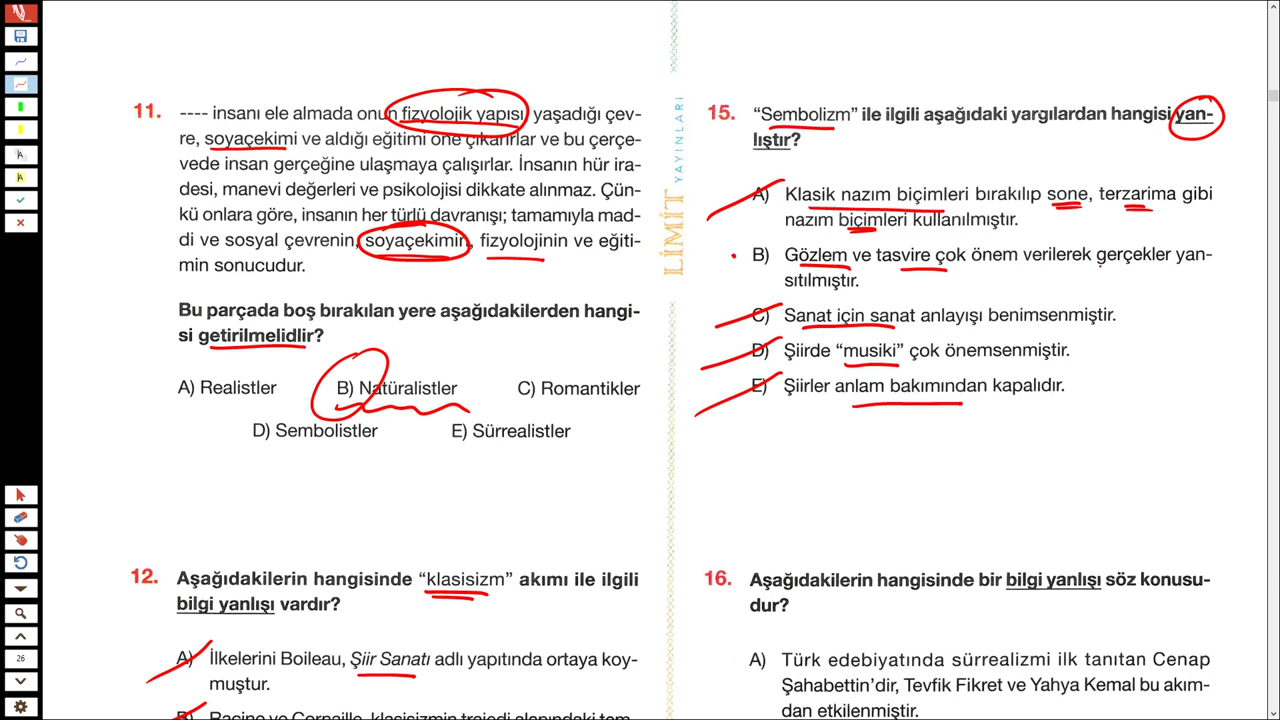 11. ---- insanı ele almada onun fizyolojik yapısı, yaşadığı çev-
re, soyaçekimi ve aldığı eğitimi öne çıkarırlar ve bu çerçe-
vede insan gerçeğine ulaşmaya çalışırlar. İnsanın hür ira-
desi, manevi değerleri ve psikolojisi dikkate alınmaz. Çün-
kü onlara göre, insanın her türlü davranışı; tamamıyla mad-
di ve sosyal çevrenin, soyaçekimin, fizyolojinin ve eğiti-
min sonucudur.
Bu parçada boş bırakılan yere aşağıdakilerden hangi-
si getirilmelidlir?
A) Realistler B) Natüralistler C) Romantikler
D) Sembolistler E) Sürrealistler
12. Aşağıdakilerin hangisinde “klasisizm” akımı ile ilgili
bilgi yanlışı vardır?
A) İlkelerini Boileau, Şiir Sanatı adlı yapıtında ortaya koy-
muştur.
B) Racine ve Corneille, klasisizmin trajedi alanındaki tem
LİMİT YAYINLARI
15. “Sembolizm” ile ilgili aşağıdaki yargılardan hangisi yan-
lıştır?
A) Klasik nazım biçimleri bırakılıp sone, terzarima gibi
nazım biçimleri kullanılmıştır.
B) Gözlem ve tasvire çok önem verilerek gerçekler yan-
sıtılmıştır.
C) Sanat için sanat anlayışı benimsenmiştir.
D) Şiirde “musiki” çok önemsenmiştir.
E) Şiirler anlam bakımından kapalıdır.
16. Aşağıdakilerin hangisinde bir bilgi yanlışı söz konusu-
dur?
A) Türk edebiyatında sürrealizmi ilk tanıtan Cenap
Şahabettin’dir, Tevfik Fikret ve Yahya Kemal bu akım-
dan etkilenmiştir.
26